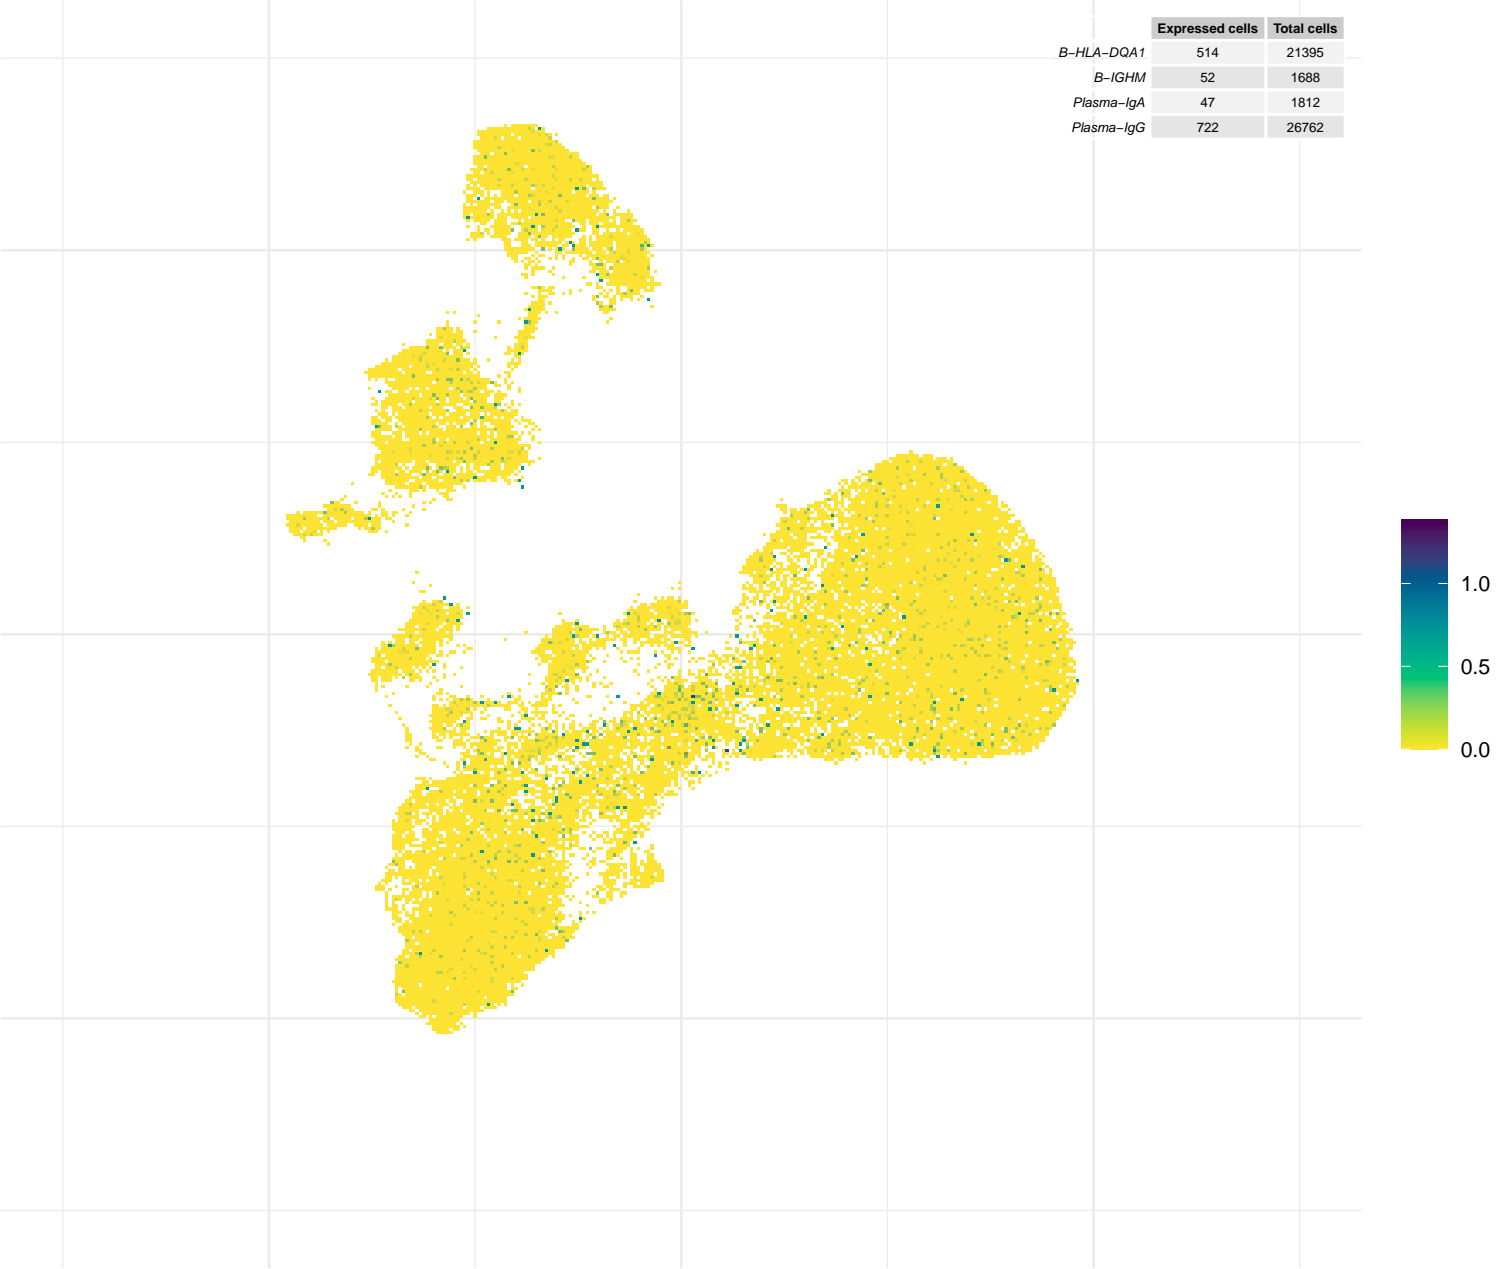 Expressed cells Total cells
B−HLA−DQA1 514 21395
B−IGHM 52 1688
Plasma−IgA 47 1812
Plasma−IgG 722 26762
1.0
0.5
0.0